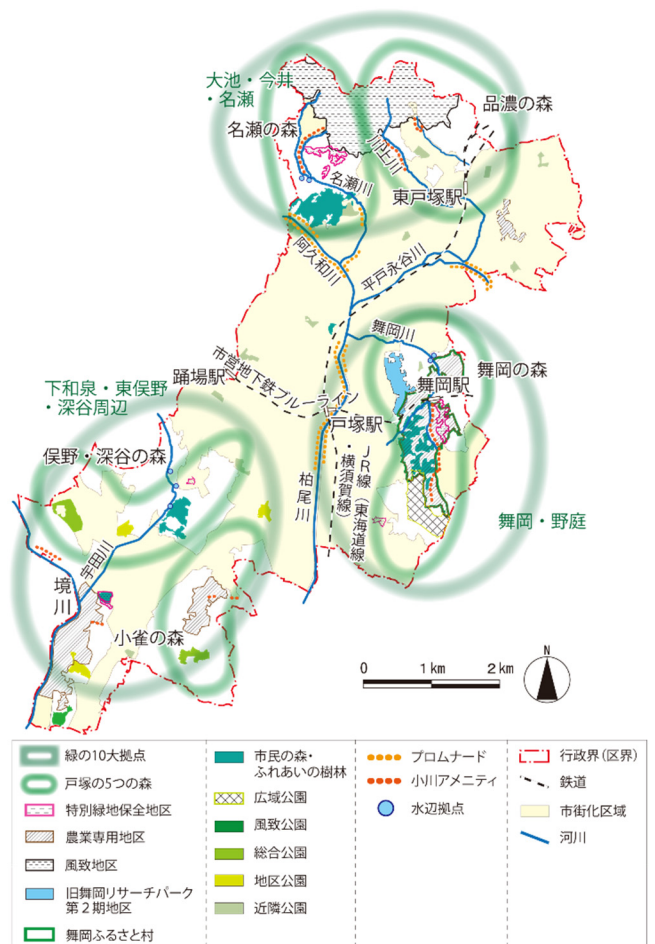 大池・今井
・名瀬
品濃の森
名瀬の森
川上川
名瀬川
東戸塚駅
阿久和川
平戸永谷川
舞岡川
市営地下鉄ブルーライン
踊場駅
舞岡の森
舞岡駅
下和泉・東俣野
・深谷周辺
戸塚駅
俣野・深谷の森
JR線(東海道線
・横須賀線)
柏尾川
舞岡・野庭
宇田川
境川
小雀の森
N
0 1 km 2 km
緑の10大拠点
戸塚の5つの森
特別緑地保全地区
農業専用地区
風致地区
旧舞岡リサーチパーク
第2期地区
舞岡ふるさと村
市民の森・
ふれあいの樹林
広域公園
風致公園
総合公園
地区公園
近隣公園
プロムナード
小川アメニティ
水辺拠点
行政界(区界)
鉄道
市街化区域
河川